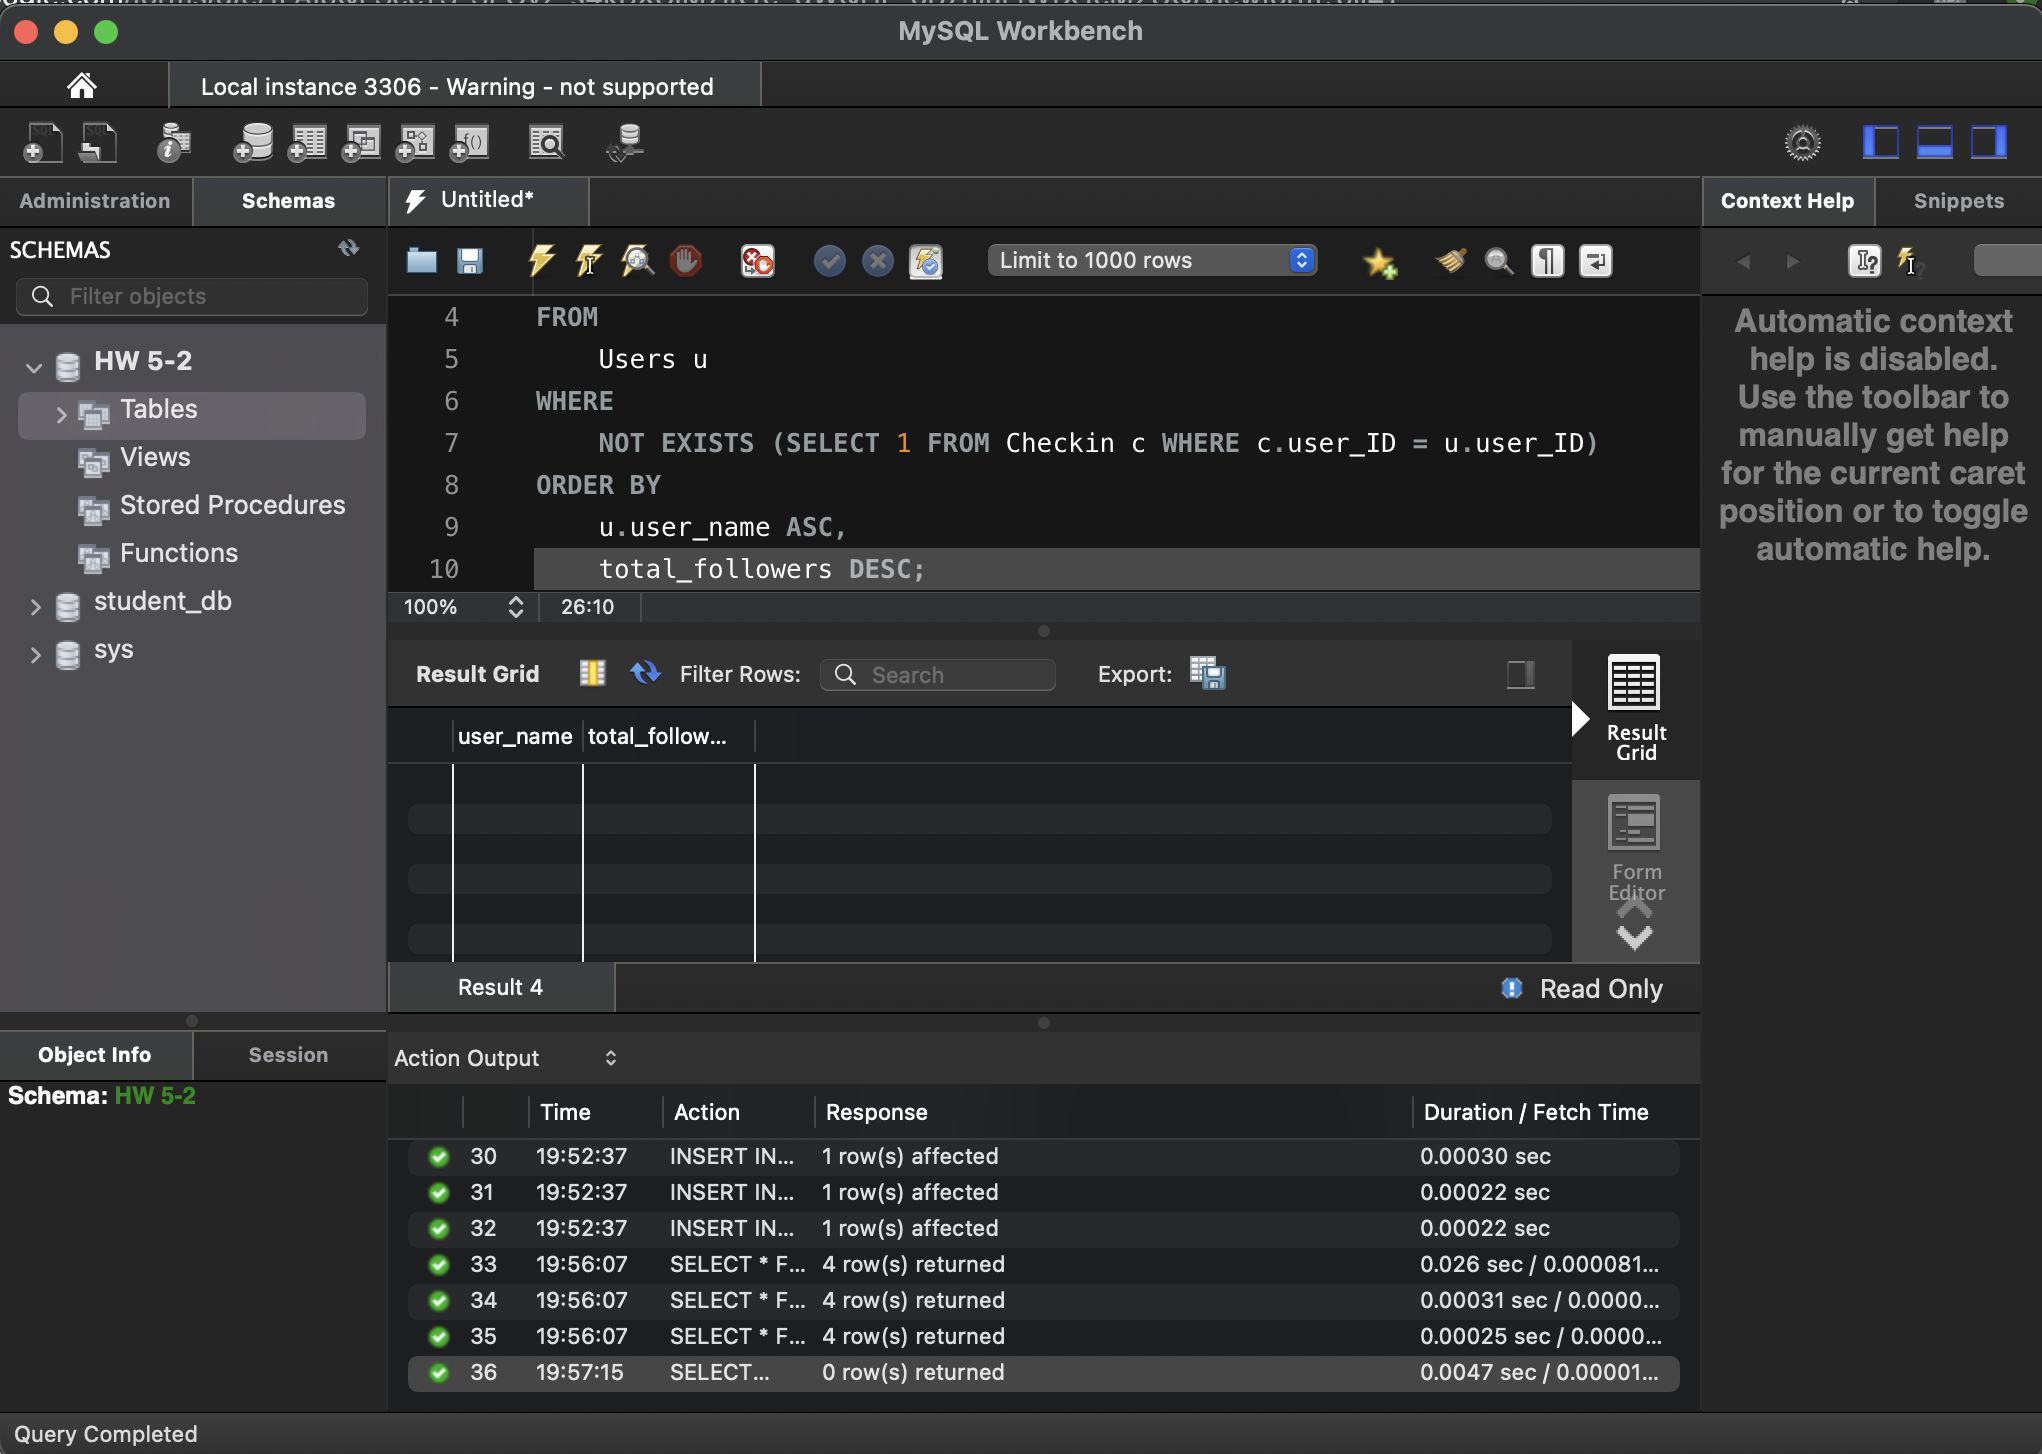 MySQL Workbench
Local instance 3306 - Warning - not supported
Administration
Schemas
Untitled*
Context Help
Snippets
SCHEMAS
Filter objects
Limit to 1000 rows
HW 5-2
Tables
Views
Stored Procedures
Functions
student_db
sys
4 FROM
5 Users u
6 WHERE
7 NOT EXISTS (SELECT 1 FROM Checkin c WHERE c.user_ID = u.user_ID)
8 ORDER BY
9 u.user_name ASC,
10 total_followers DESC;
100% 26:10
Automatic context
help is disabled.
Use the toolbar to
manually get help
for the current caret
position or to toggle
automatic help.
Result Grid
Filter Rows:
Search
Export:
user_name total_follow...
Result
Grid
Form
Editor
Result 4
Read Only
Object Info
Session
Schema: HW 5-2
Action Output
Time Action Response Duration / Fetch Time
30 19:52:37 INSERT IN... 1 row(s) affected 0.00030 sec
31 19:52:37 INSERT IN... 1 row(s) affected 0.00022 sec
32 19:52:37 INSERT IN... 1 row(s) affected 0.00022 sec
33 19:56:07 SELECT * F... 4 row(s) returned 0.026 sec / 0.000081...
34 19:56:07 SELECT * F... 4 row(s) returned 0.00031 sec / 0.0000...
35 19:56:07 SELECT * F... 4 row(s) returned 0.00025 sec / 0.0000...
36 19:57:15 SELECT... 0 row(s) returned 0.0047 sec / 0.00001...
Query Completed